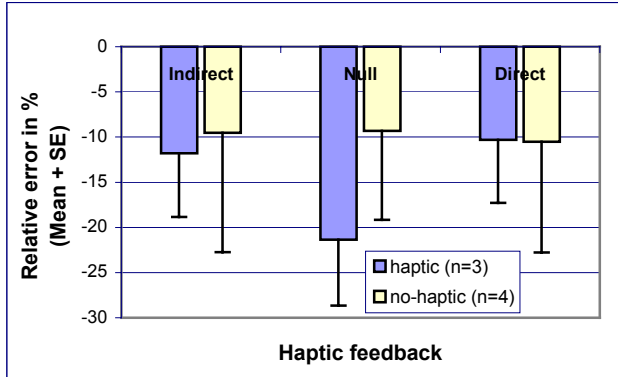 0
-5
-10
-15
-20
-25
-30
Relative error in %
(Mean + SE)
Indirect Null Direct
haptic (n=3)
no-haptic (n=4)
Haptic feedback